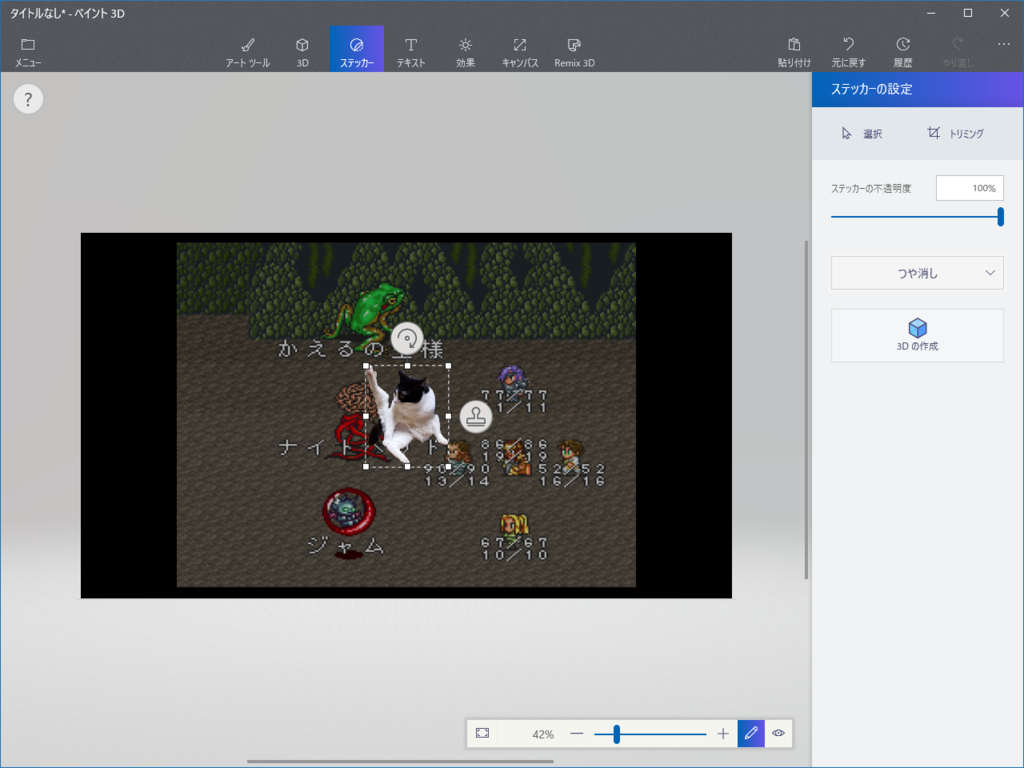 タイトルなし* - ペイント 3D
メニュー
アート ツール
3D
ステッカー
テキスト
効果
キャンバス
Remix 3D
貼り付け
元に戻す
履歴
やり直し
?
ステッカーの設定
選択
トリミング
ステッカーの不透明度
100%
つや消し
3D の作成
かえるの王様
77/77
11/11
ナイト
ド
86/86
19/19
90/90
13/14
52/52
16/16
ジャム
67/67
10/10
42%